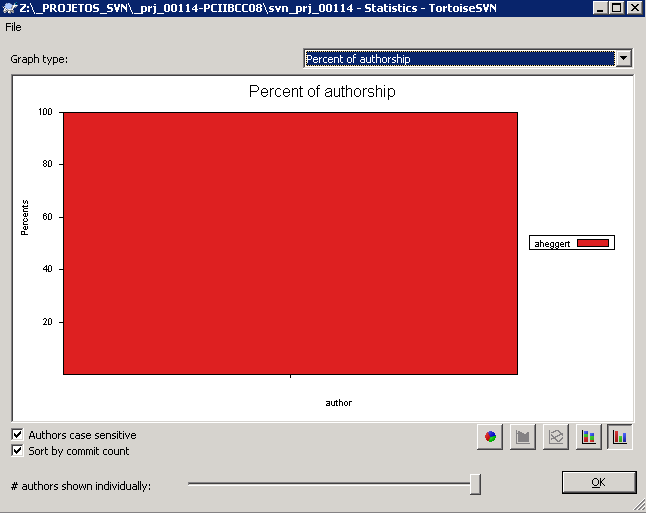 Z:\_PROJETOS_SVN\_prj_00114-PCIIBCC08\svn_prj_00114 - Statistics - TortoiseSVN
File
Graph type:
Percent of authorship
Percent of authorship
100
80
60
40
20
Percents
aheggert
author
Authors case sensitive
Sort by commit count
# authors shown individually:
OK